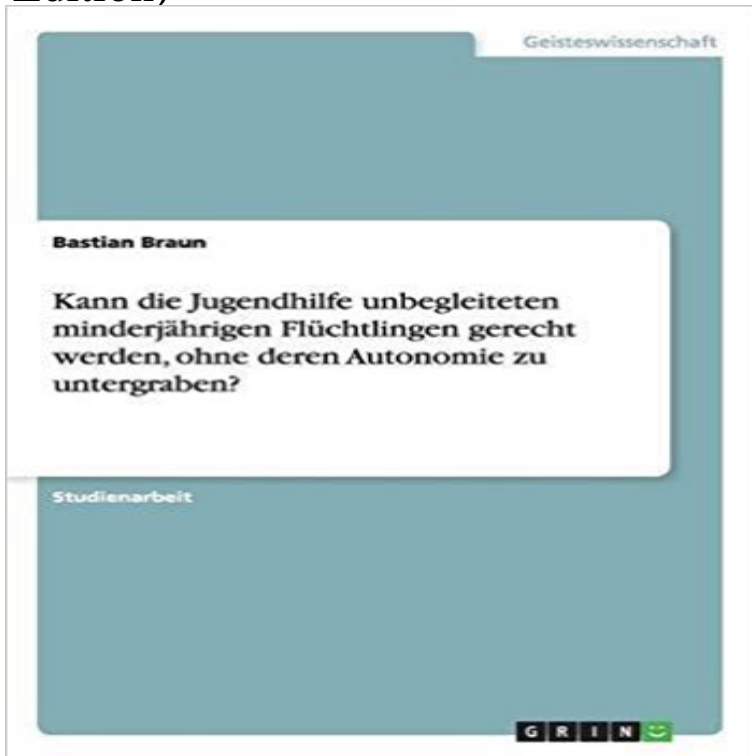 Geisteswissenschaft
Bastian Braun
Kann die Jugendhilfe unbegleiteten
minderjährigen Flüchtlingen gerecht
werden, ohne deren Autonomie zu
untergraben?
Studienarbeit
GRIN